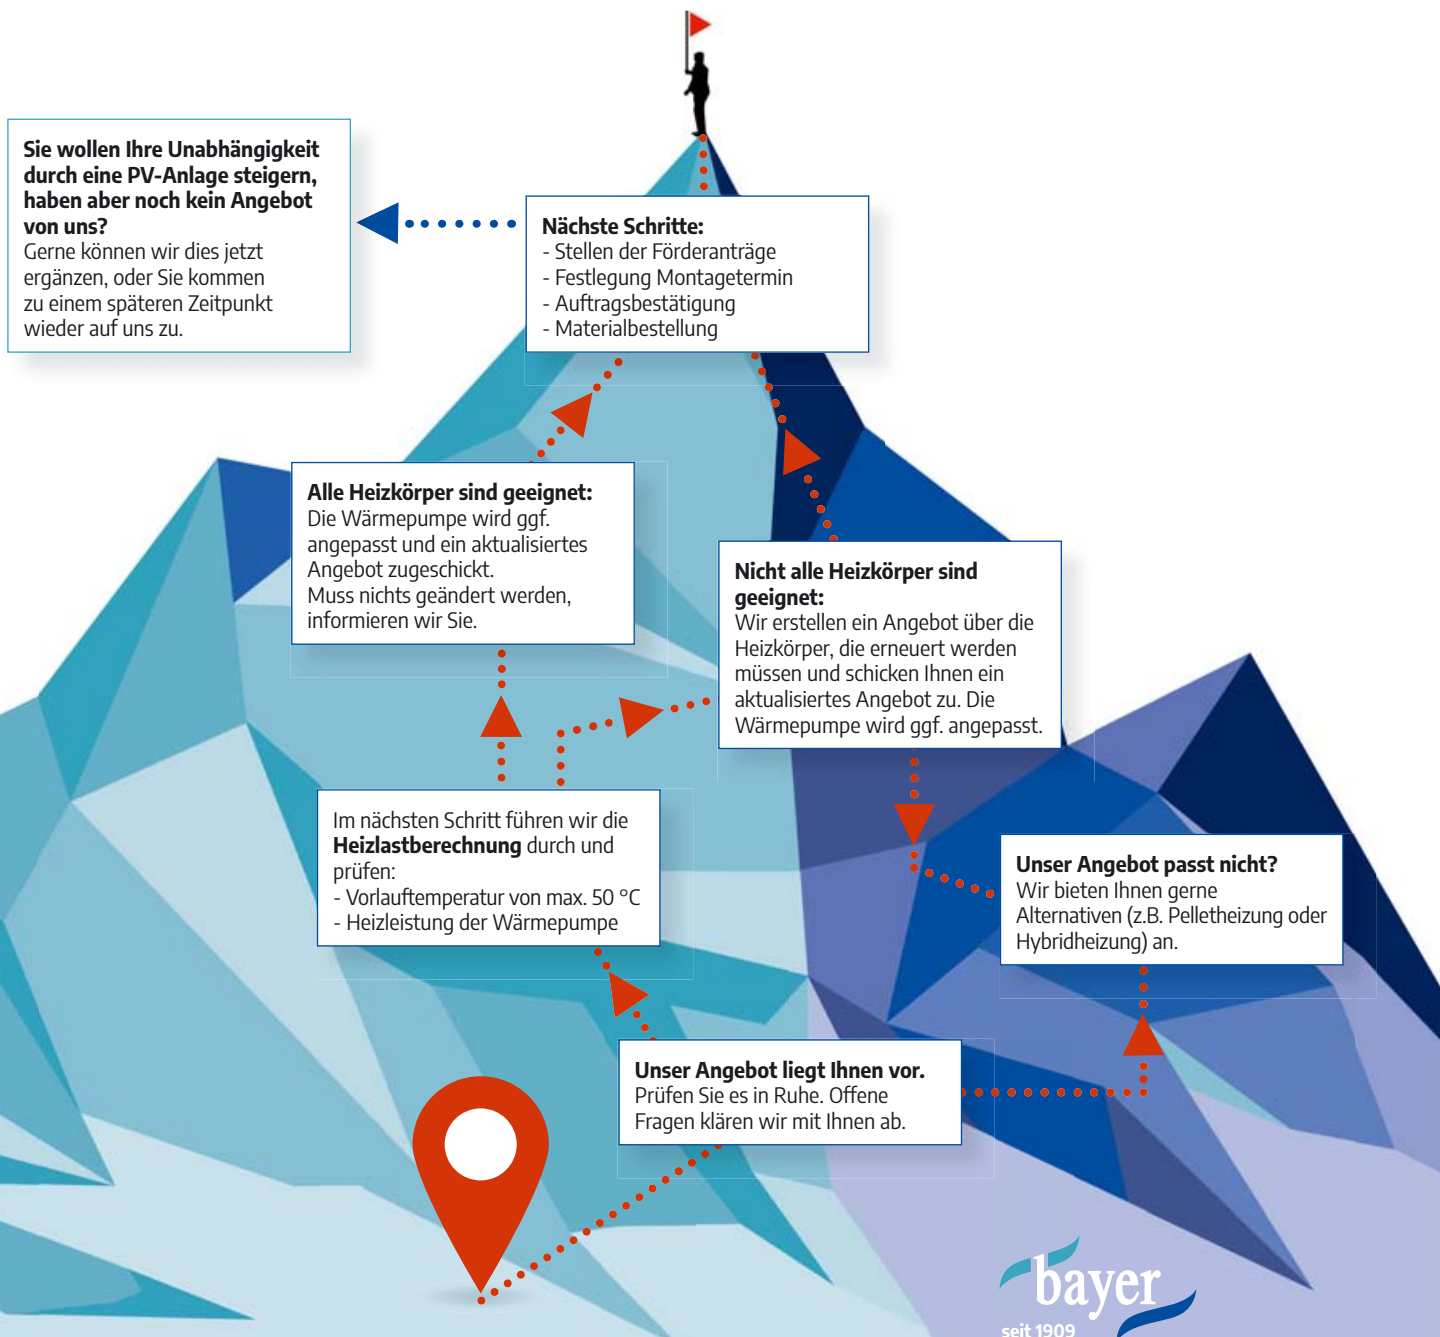 Sie wollen Ihre Unabhängigkeit
durch eine PV-Anlage steigern,
haben aber noch kein Angebot
von uns?
Gerne können wir dies jetzt
ergänzen, oder Sie kommen
zu einem späteren Zeitpunkt
wieder auf uns zu.
Nächste Schritte:
- Stellen der Förderanträge
- Festlegung Montagetermin
- Auftragsbestätigung
- Materialbestellung
Alle Heizkörper sind geeignet:
Die Wärmepumpe wird ggf.
angepasst und ein aktualisiertes
Angebot zugeschickt.
Muss nichts geändert werden,
informieren wir Sie.
Nicht alle Heizkörper sind
geeignet:
Wir erstellen ein Angebot über die
Heizkörper, die erneuert werden
müssen und schicken Ihnen ein
aktualisiertes Angebot zu. Die
Wärmepumpe wird ggf. angepasst.
Im nächsten Schritt führen wir die
Heizlastberechnung durch und
prüfen:
- Vorlauftemperatur von max. 50 °C
- Heizleistung der Wärmepumpe
Unser Angebot passt nicht?
Wir bieten Ihnen gerne
Alternativen (z.B. Pelletheizung oder
Hybridheizung) an.
Unser Angebot liegt Ihnen vor.
Prüfen Sie es in Ruhe. Offene
Fragen klären wir mit Ihnen ab.
bayer
seit 1909